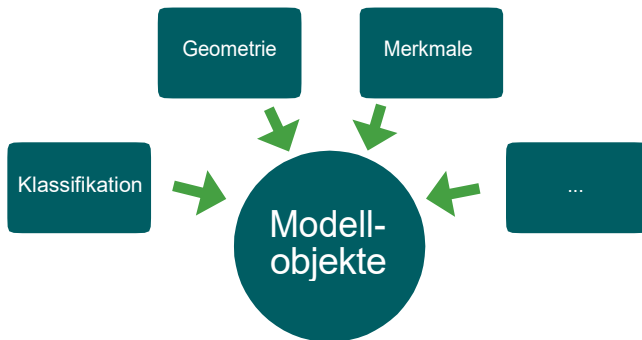 Geometrie
Merkmale
Klassifikation
...
Modell-
objekte